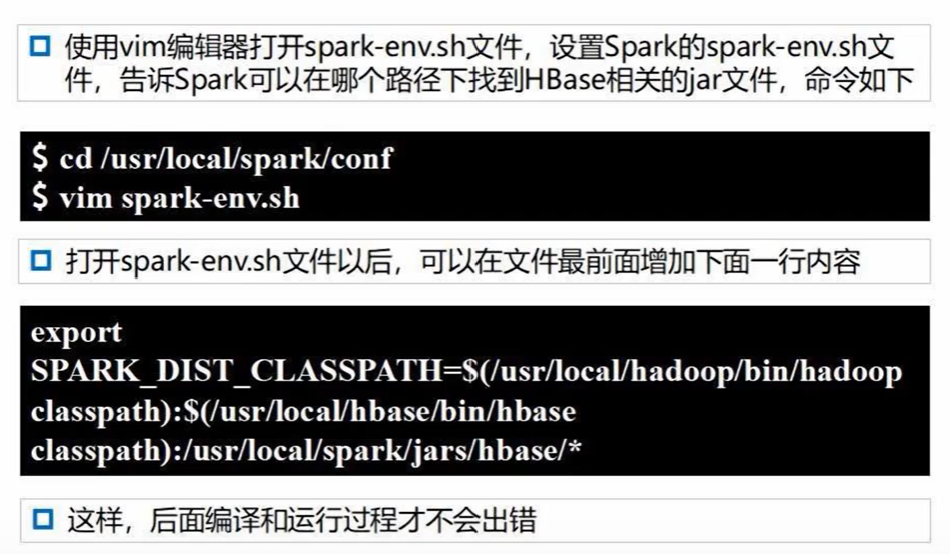 使用vim编辑器打开spark-env.sh文件，设置Spark的spark-env.sh文
件，告诉Spark可以在哪个路径下找到HBase相关的jar文件，命令如下
$ cd /usr/local/spark/conf
$ vim spark-env.sh
打开spark-env.sh文件以后，可以在文件最前面增加下面一行内容
export
SPARK_DIST_CLASSPATH=$(/usr/local/hadoop/bin/hadoop
classpath):$(/usr/local/hbase/bin/hbase
classpath):/usr/local/spark/jars/hbase/*
这样，后面编译和运行过程才不会出错